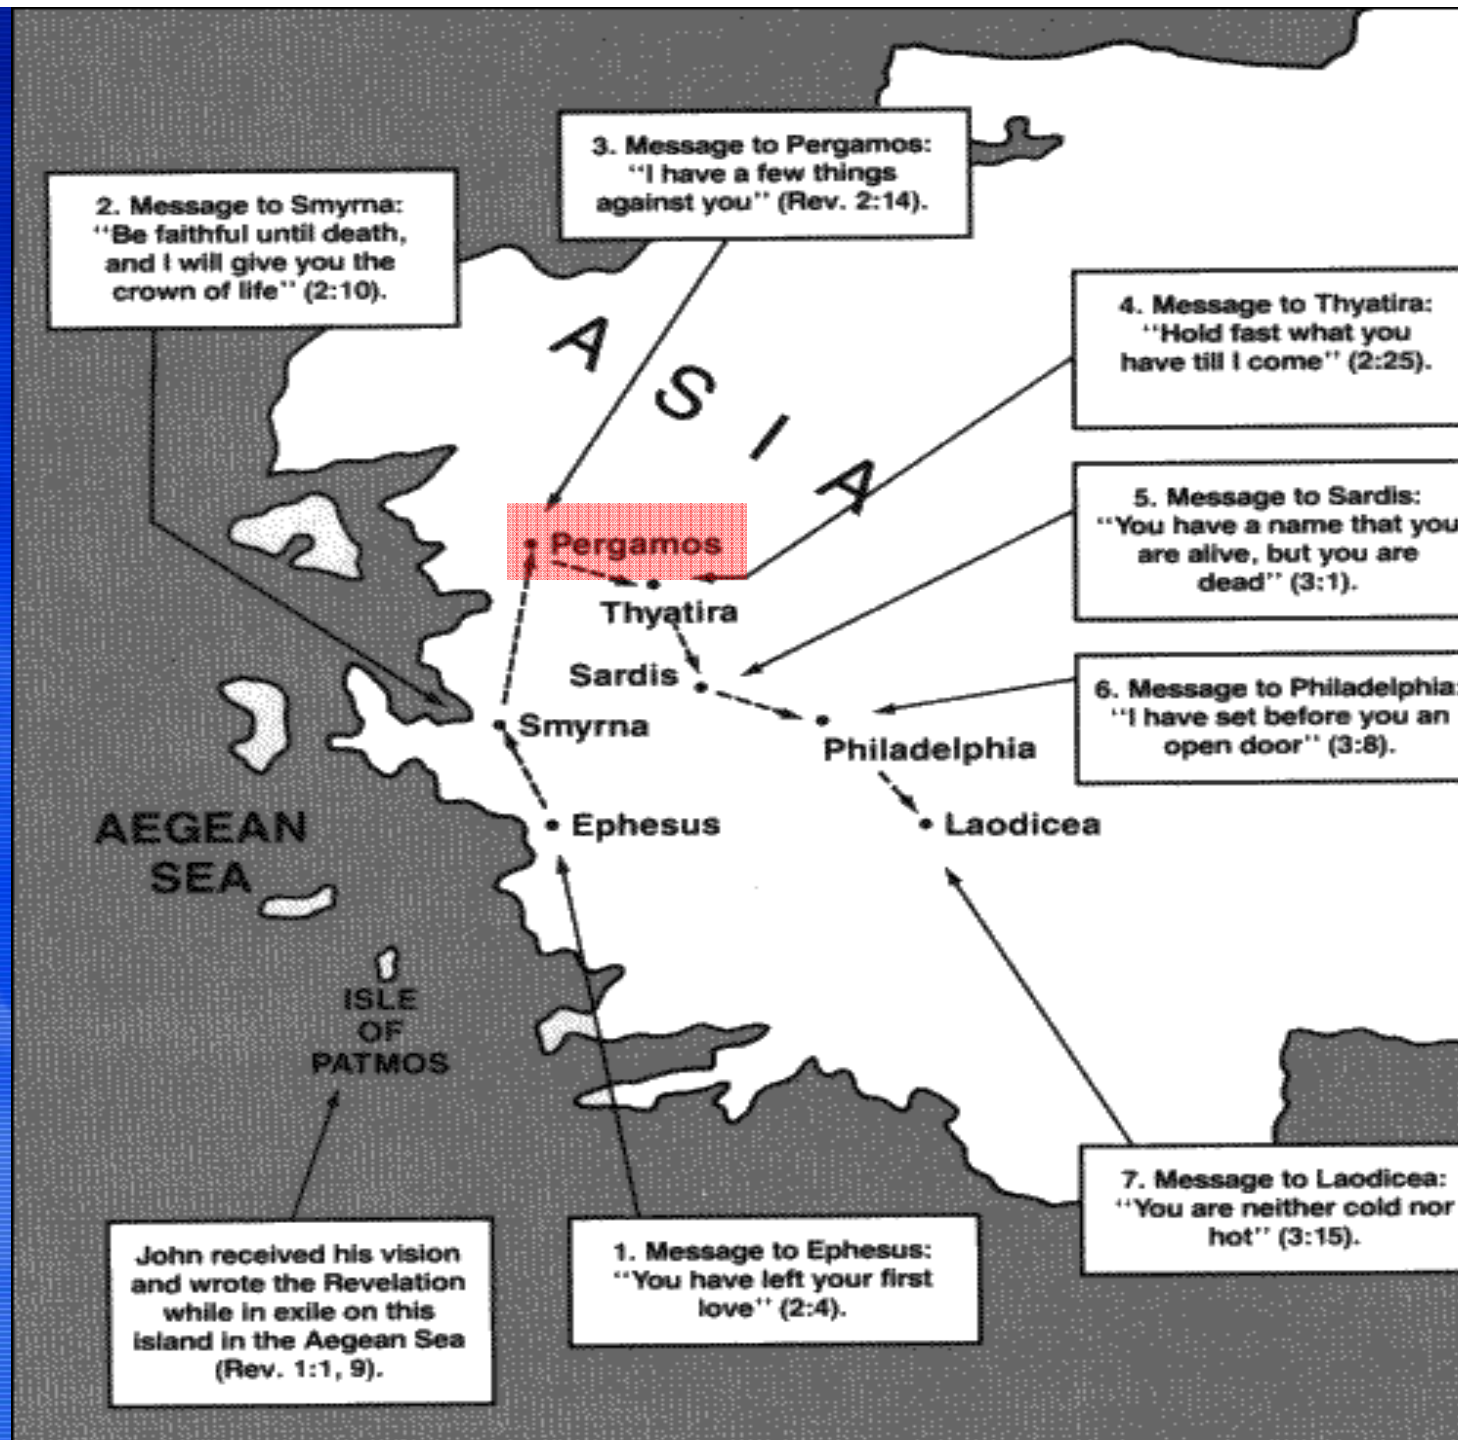 3. Message to Pergamos:
“I have a few things
against you” (Rev. 2:14).
2. Message to Smyrna:
“Be faithful until death,
and I will give you the
crown of life” (2:10).
4. Message to Thyatira:
“Hold fast what you
have till I come” (2:25).
ASIA
5. Message to Sardis:
“You have a name that you
are alive, but you are
dead” (3:1).
Pergamos
Thyatira
Sardis
6. Message to Philadelphia:
“I have set before you an
open door” (3:8).
Smyrna
Philadelphia
AEGEAN
SEA
Ephesus
Laodicea
ISLE
OF
PATMOS
7. Message to Laodicea:
“You are neither cold nor
hot” (3:15).
John received his vision
and wrote the Revelation
while in exile on this
island in the Aegean Sea
(Rev. 1:1, 9).
1. Message to Ephesus:
“You have left your first
love” (2:4).